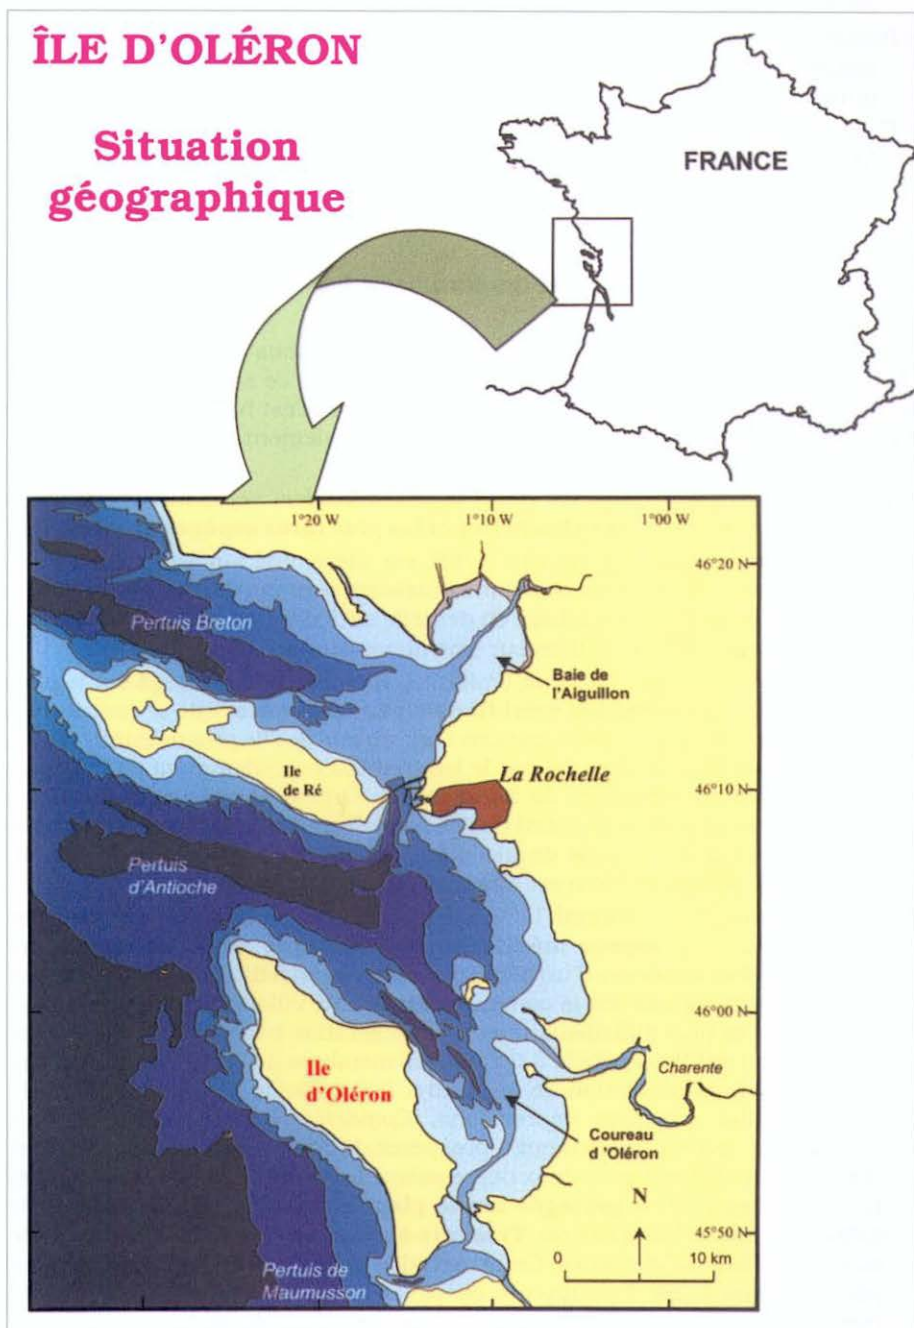 ÎLE D'OLÉRON
Situation
géographique
FRANCE
1°20 W
1°10 W
1°00 W
46°20 N
Pertuis Breton
Baie de
l'Aiguillon
Ile
de Ré
La Rochelle
46°10 N
Pertuis
d'Antioche
46°00 N
Ile
d'Oléron
Charente
Coureau
d 'Oléron
N
45°50 N
0
10 km
Pertuis de
Maumusson